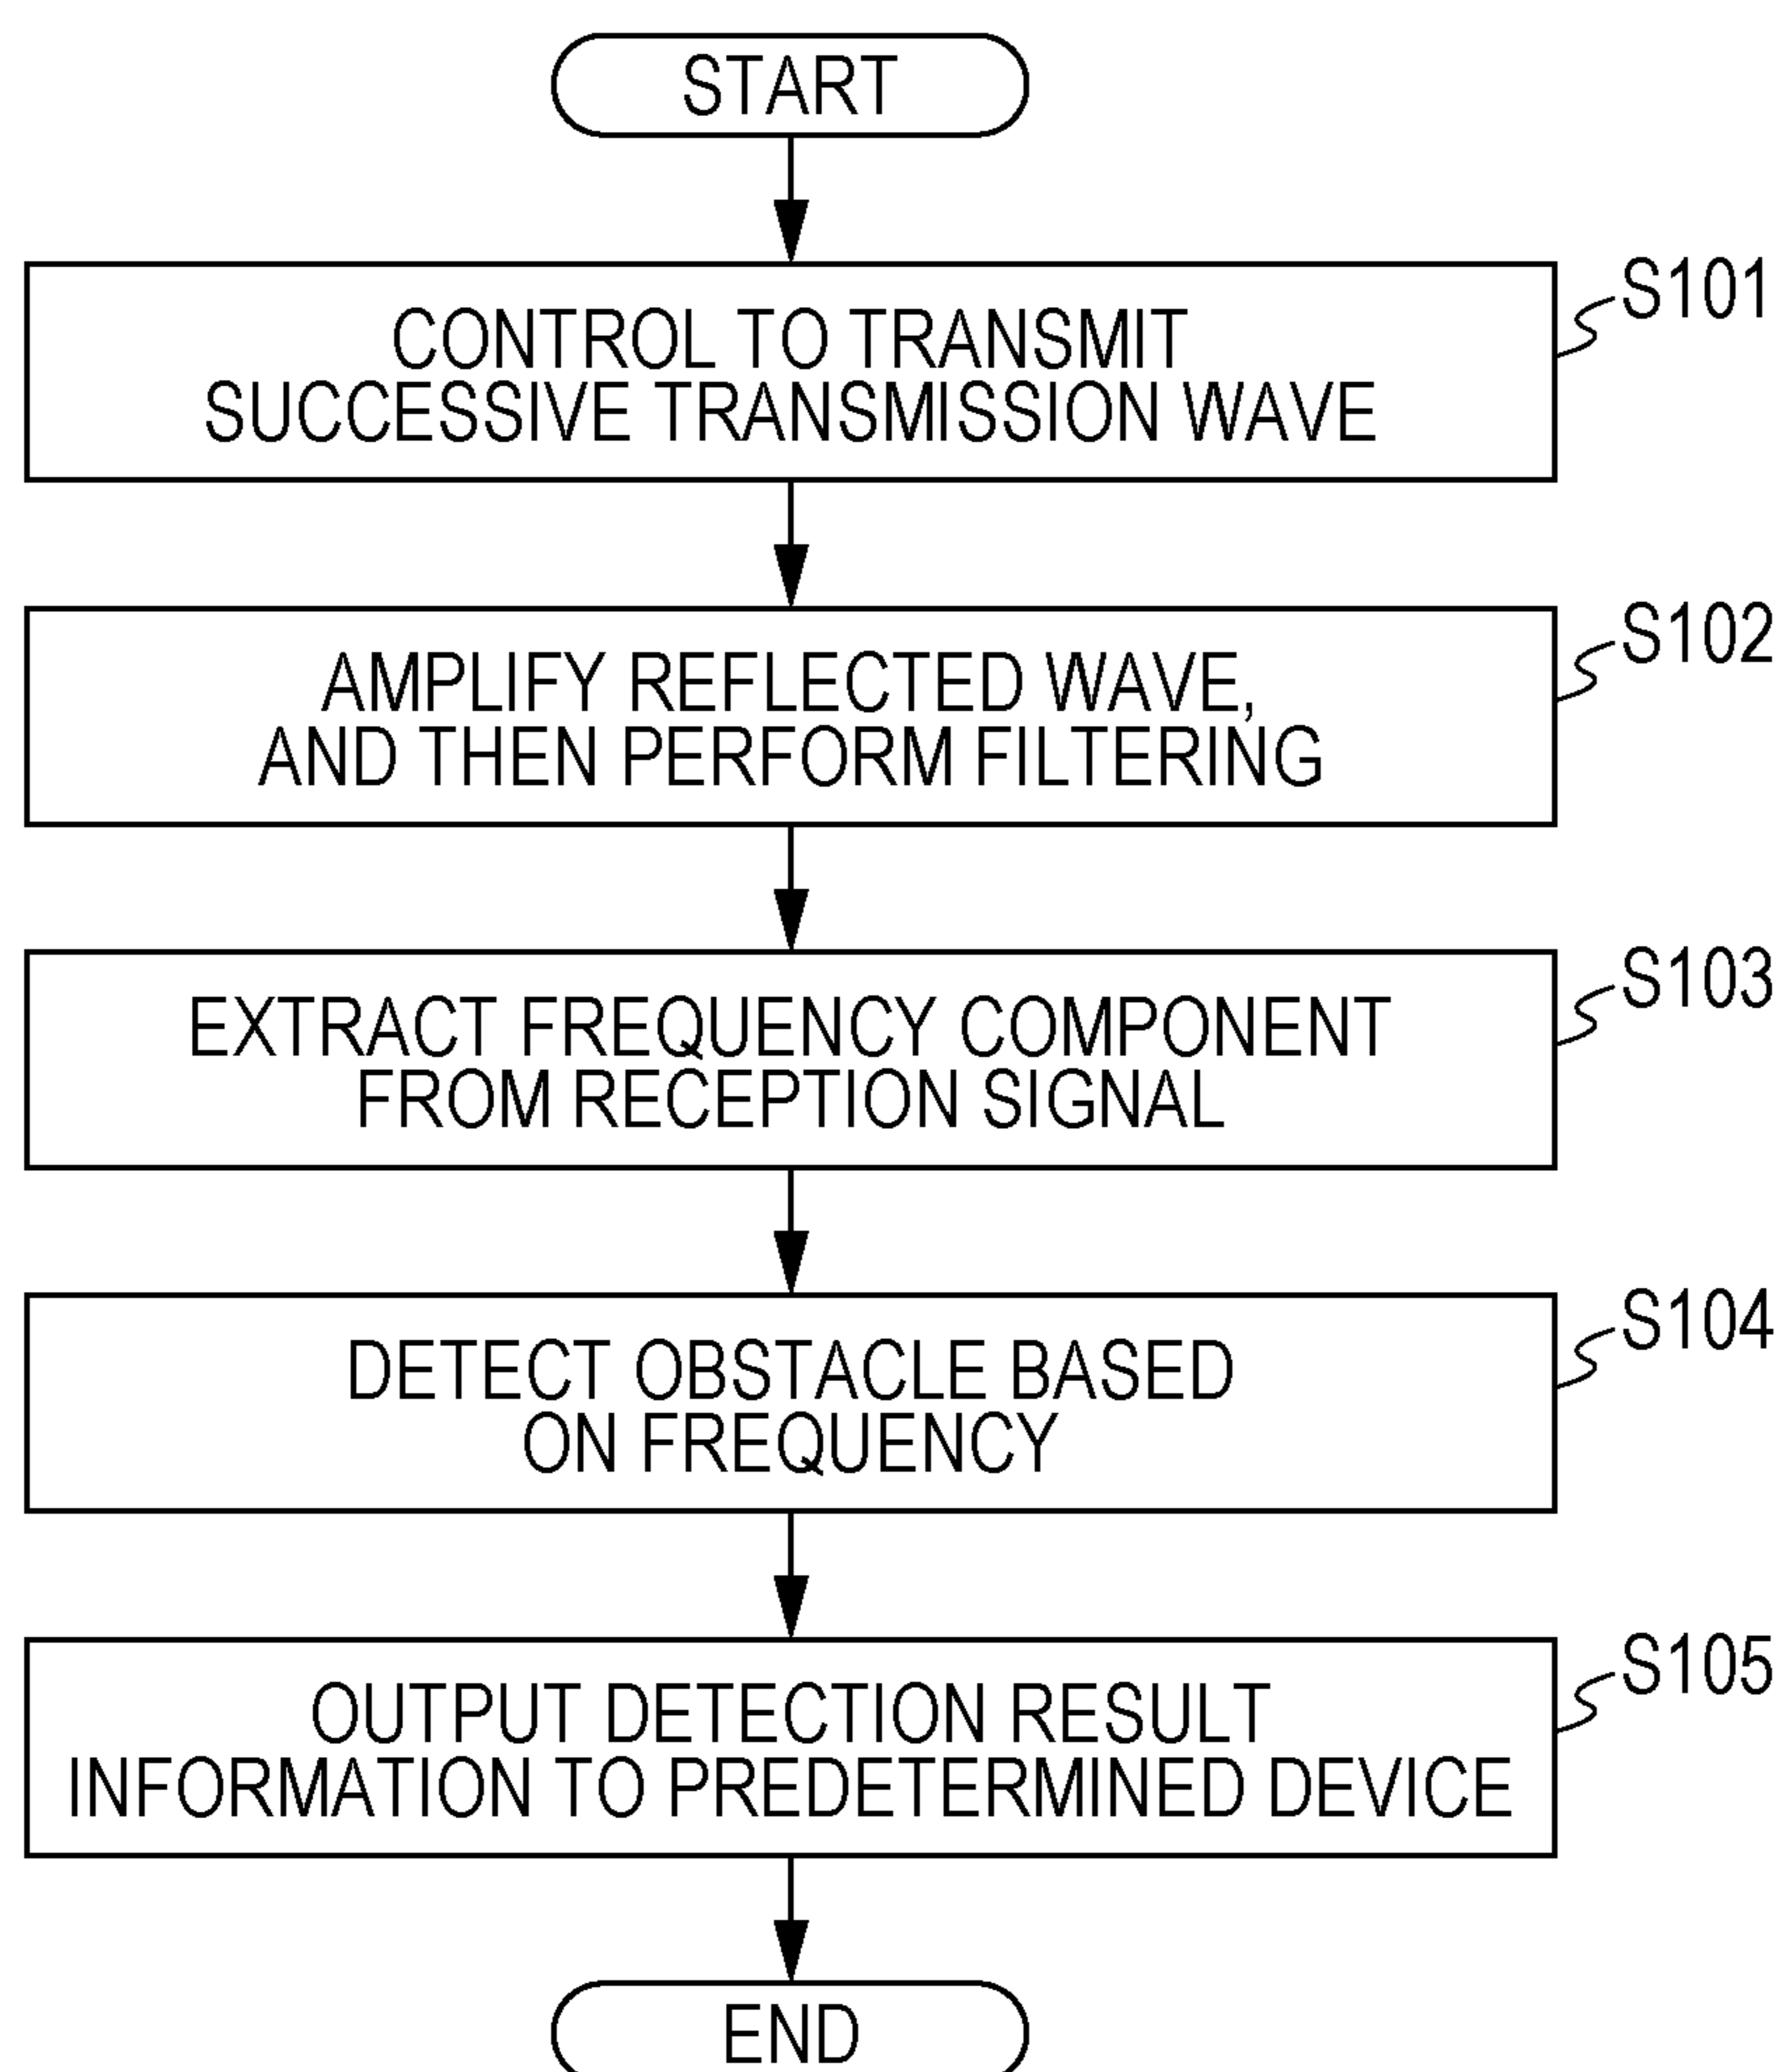 START
S101
CONTROL TO TRANSMIT
SUCCESSIVE TRANSMISSION WAVE
S102
AMPLIFY REFLECTED WAVE,
AND THEN PERFORM FILTERING
S103
EXTRACT FREQUENCY COMPONENT
FROM RECEPTION SIGNAL
S104
DETECT OBSTACLE BASED
ON FREQUENCY
S105
OUTPUT DETECTION RESULT
INFORMATION TO PREDETERMINED DEVICE
END